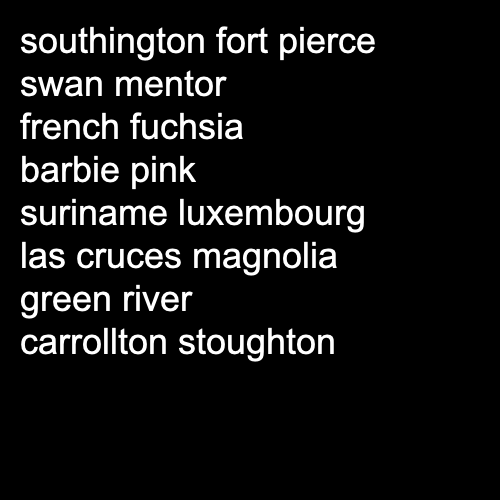 southington fort pierce
swan mentor
french fuchsia
barbie pink
suriname luxembourg
las cruces magnolia
green river
carrollton stoughton